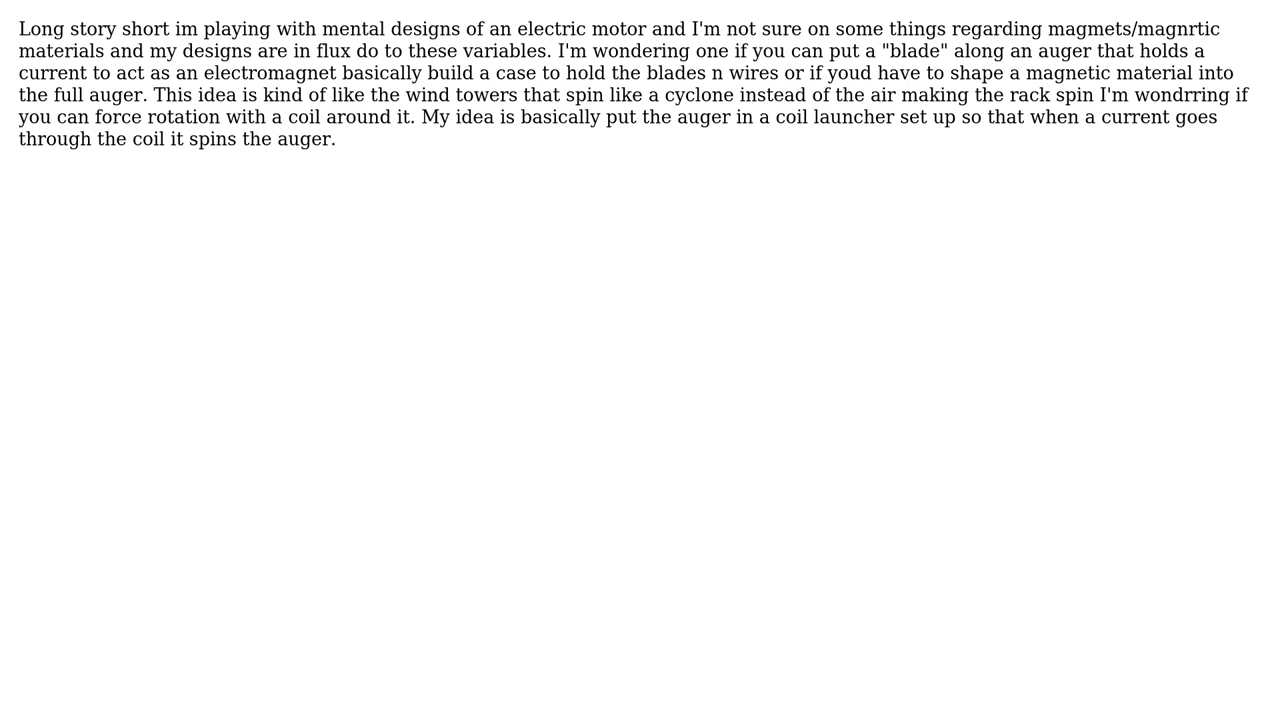 Long story short im playing with mental designs of an electric motor and I'm not sure on some things regarding magmets/magnrtic
materials and my designs are in flux do to these variables. I'm wondering one if you can put a "blade" along an auger that holds a
current to act as an electromagnet basically build a case to hold the blades n wires or if youd have to shape a magnetic material into
the full auger. This idea is kind of like the wind towers that spin like a cyclone instead of the air making the rack spin I'm wondrring if
you can force rotation with a coil around it. My idea is basically put the auger in a coil launcher set up so that when a current goes
through the coil it spins the auger.